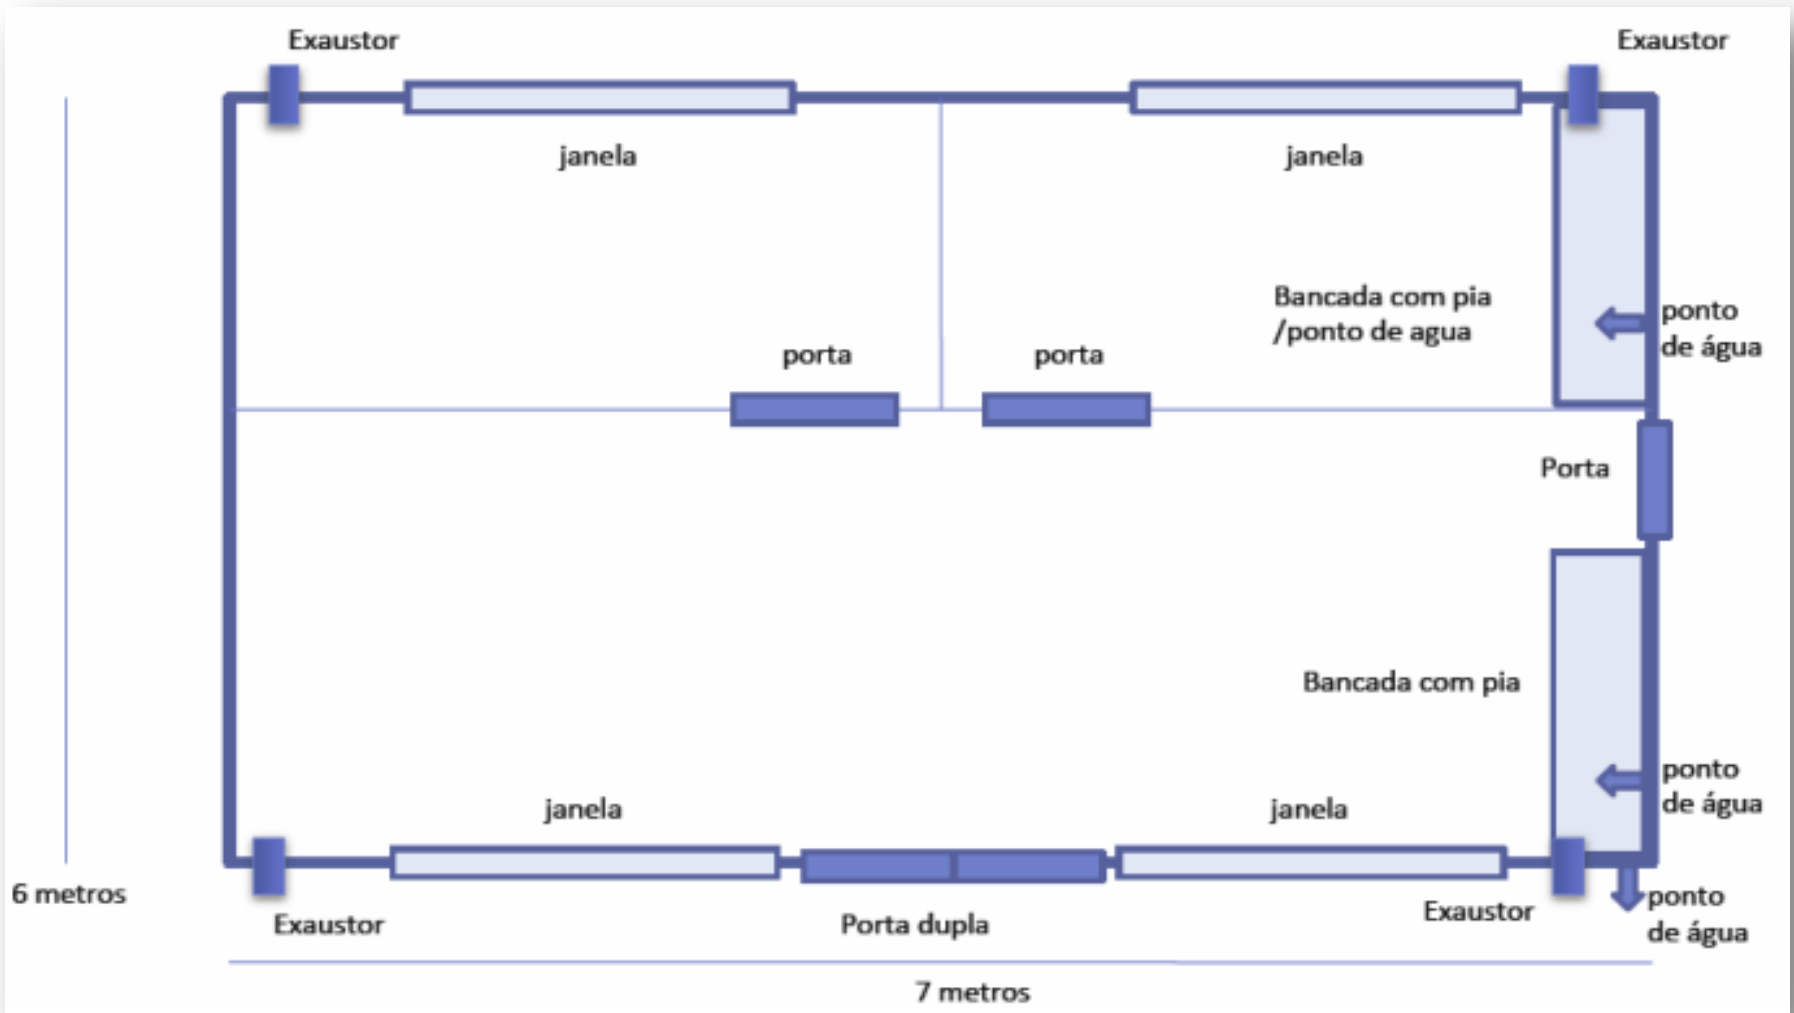 Exaustor
Exaustor
janela
janela
Bancada com pia
/ponto de agua
ponto
de água
porta
porta
Porta
Bancada com pia
ponto
de água
janela
janela
6 metros
Exaustor
Porta dupla
Exaustor
ponto
de água
7 metros